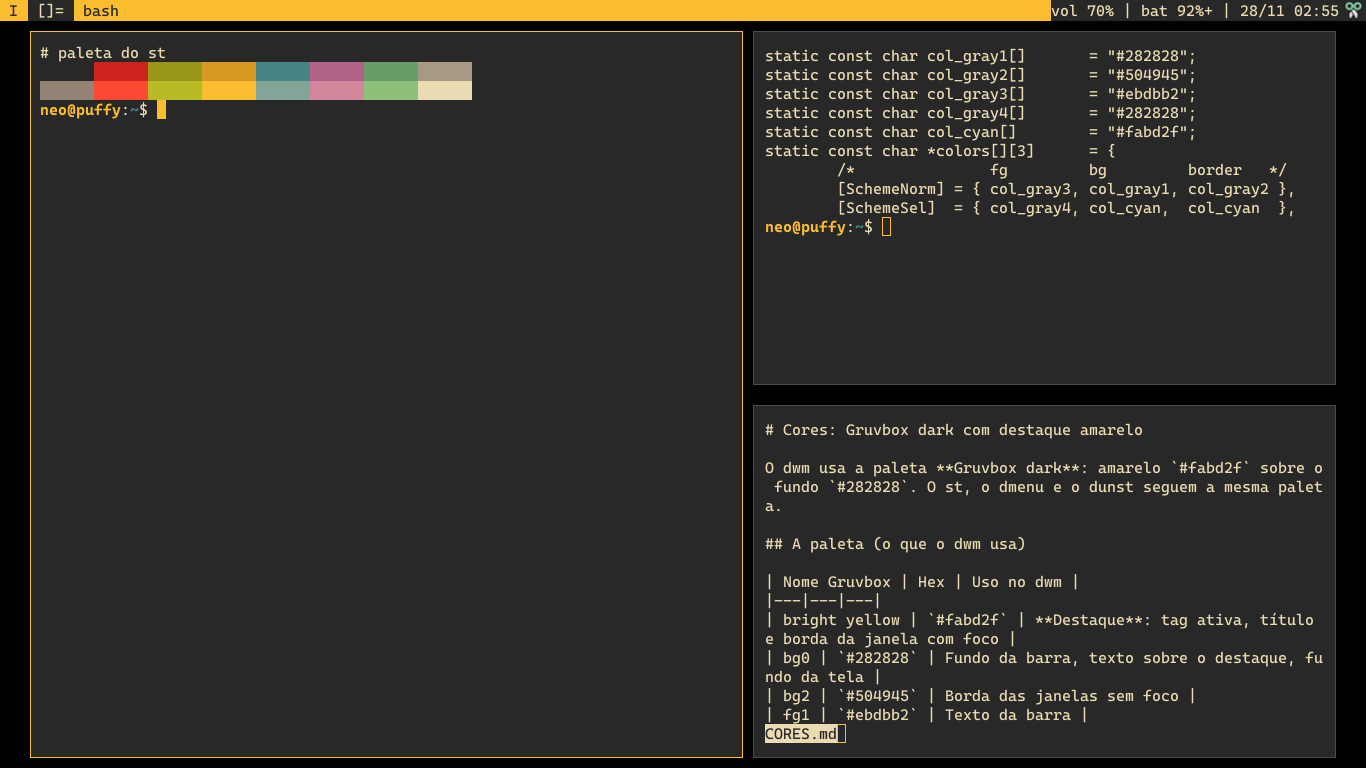 I []= bash vol 70% | bat 92%+ | 28/11 02:55
# paleta do st
neo@puffy:~$
static const char col_gray1[]       = "#282828";
static const char col_gray2[]       = "#504945";
static const char col_gray3[]       = "#ebdbb2";
static const char col_gray4[]       = "#282828";
static const char col_cyan[]        = "#fabd2f";
static const char *colors[][3]      = {
        /*               fg         bg         border   */
        [SchemeNorm] = { col_gray3, col_gray1, col_gray2 },
        [SchemeSel]  = { col_gray4, col_cyan,  col_cyan  },
neo@puffy:~$
# Cores: Gruvbox dark com destaque amarelo
O dwm usa a paleta **Gruvbox dark**: amarelo `#fabd2f` sobre o
 fundo `#282828`. O st, o dmenu e o dunst seguem a mesma palet
a.
## A paleta (o que o dwm usa)
| Nome Gruvbox | Hex | Uso no dwm |
|---|---|---|
| bright yellow | `#fabd2f` | **Destaque**: tag ativa, título
e borda da janela com foco |
| bg0 | `#282828` | Fundo da barra, texto sobre o destaque, fu
ndo da tela |
| bg2 | `#504945` | Borda das janelas sem foco |
| fg1 | `#ebdbb2` | Texto da barra |
CORES.md